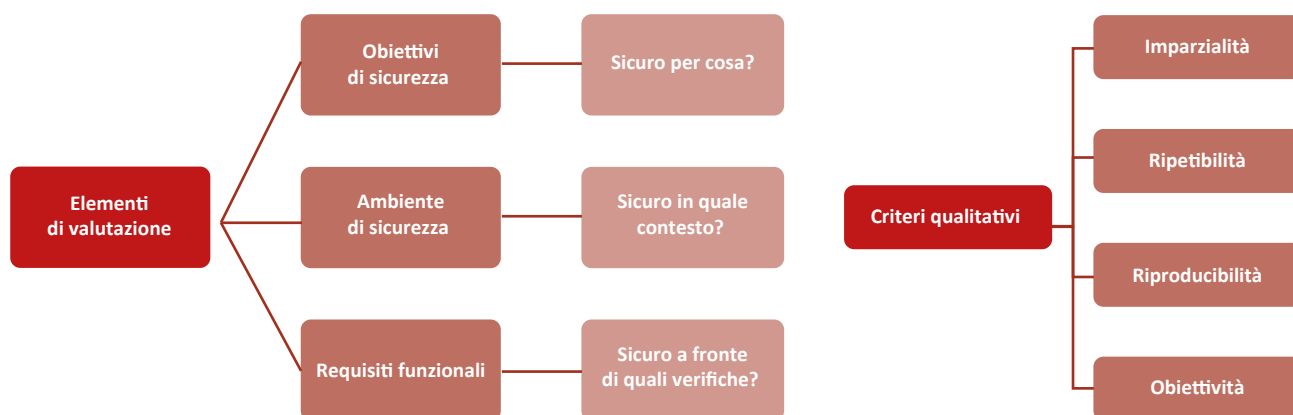 Elementi
di valutazione
Obiettivi
di sicurezza
Sicuro per cosa?
Ambiente
di sicurezza
Sicuro in quale
contesto?
Requisiti funzionali
Sicuro a fronte
di quali verifiche?
Criteri qualitativi
Imparzialità
Ripetibilità
Riproducibilità
Obiettività